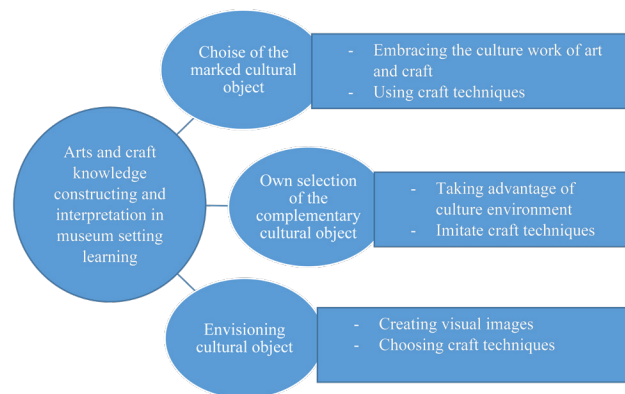 Arts and craft
knowledge
constructing and
interpretation in
museum setting
learning
Choise of the
marked cultural
object
- Embracing the culture work of art
and craft
- Using craft techniques
Own selection
of the
complementary
cultural object
- Taking advantage of
culture environment
- Imitate craft techniques
Envisioning
cultural object
- Creating visual images
- Choosing craft techniques